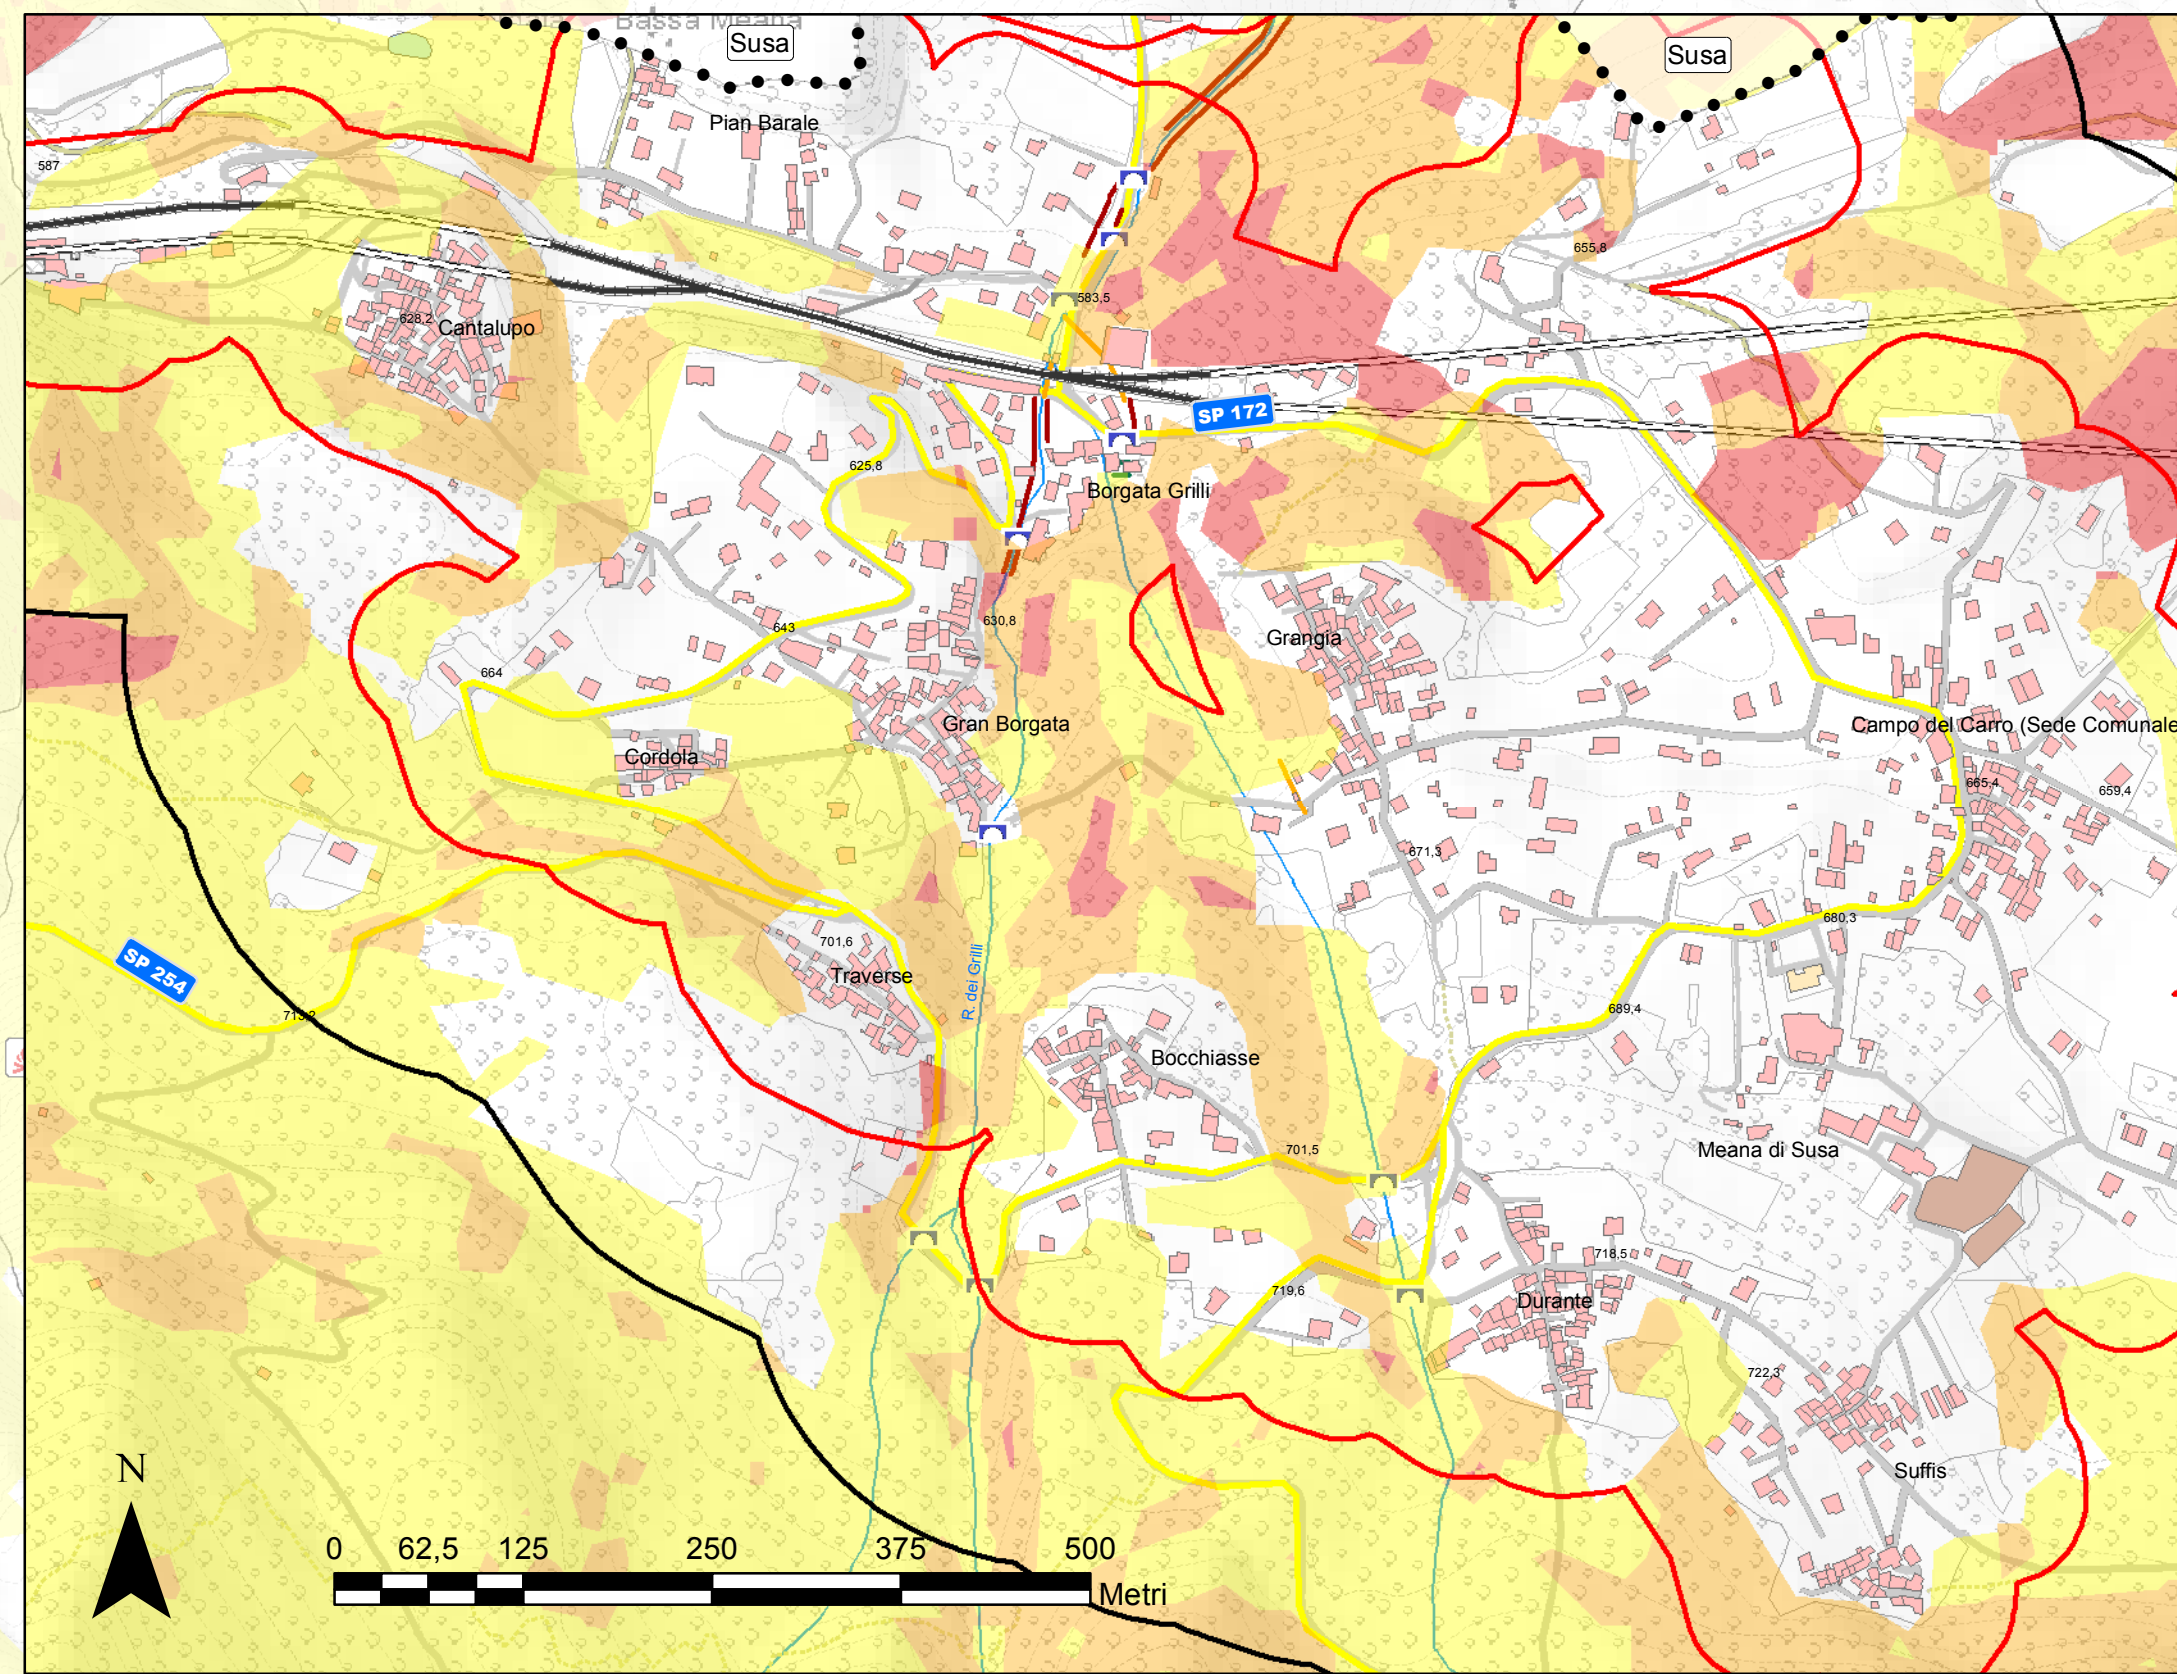 Bassa Meana
Susa
Susa
Pian Barale
587
655,8
583,5
628,2
Cantalupo
SP 172
625,8
Borgata Grilli
630,8
643
Grangia
664
Gran Borgata
Campo del Carro (Sede Comunale
Cordola
665,4
659,4
671,3
680,3
701,6
SP 254
Traverse
R. dei Grilli
689,4
713,2
Bocchiasse
701,5
Meana di Susa
718,5
719,6
Durante
722,3
Suffis
N
0 62,5 125 250 375 500
Metri